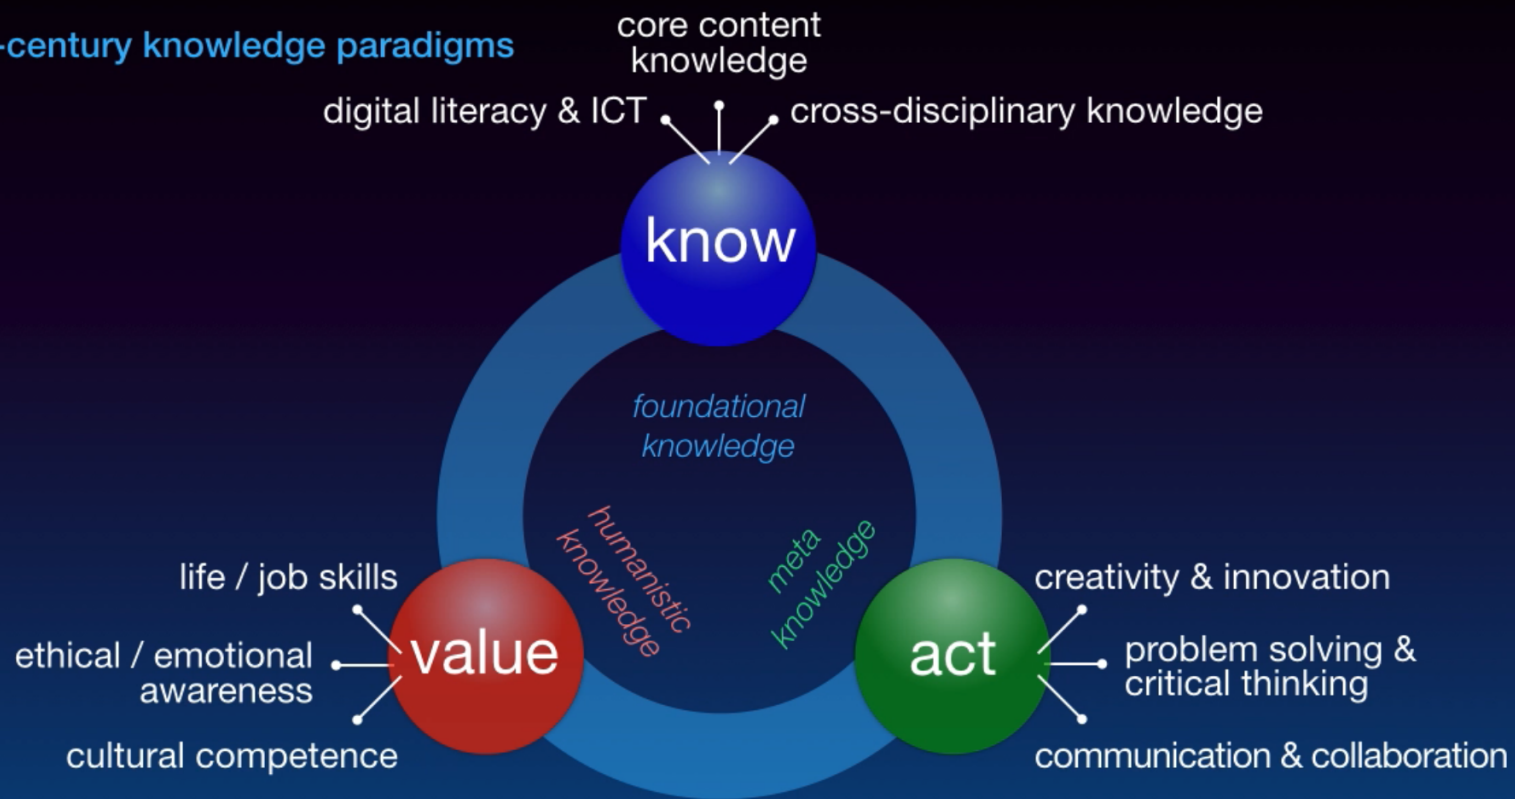 -century knowledge paradigms
core content
knowledge
digital literacy & ICT
cross-disciplinary knowledge
know
foundational
knowledge
humanistic
knowledge
meta
knowledge
life / job skills
ethical / emotional
awareness
cultural competence
value
act
creativity & innovation
problem solving &
critical thinking
communication & collaboration